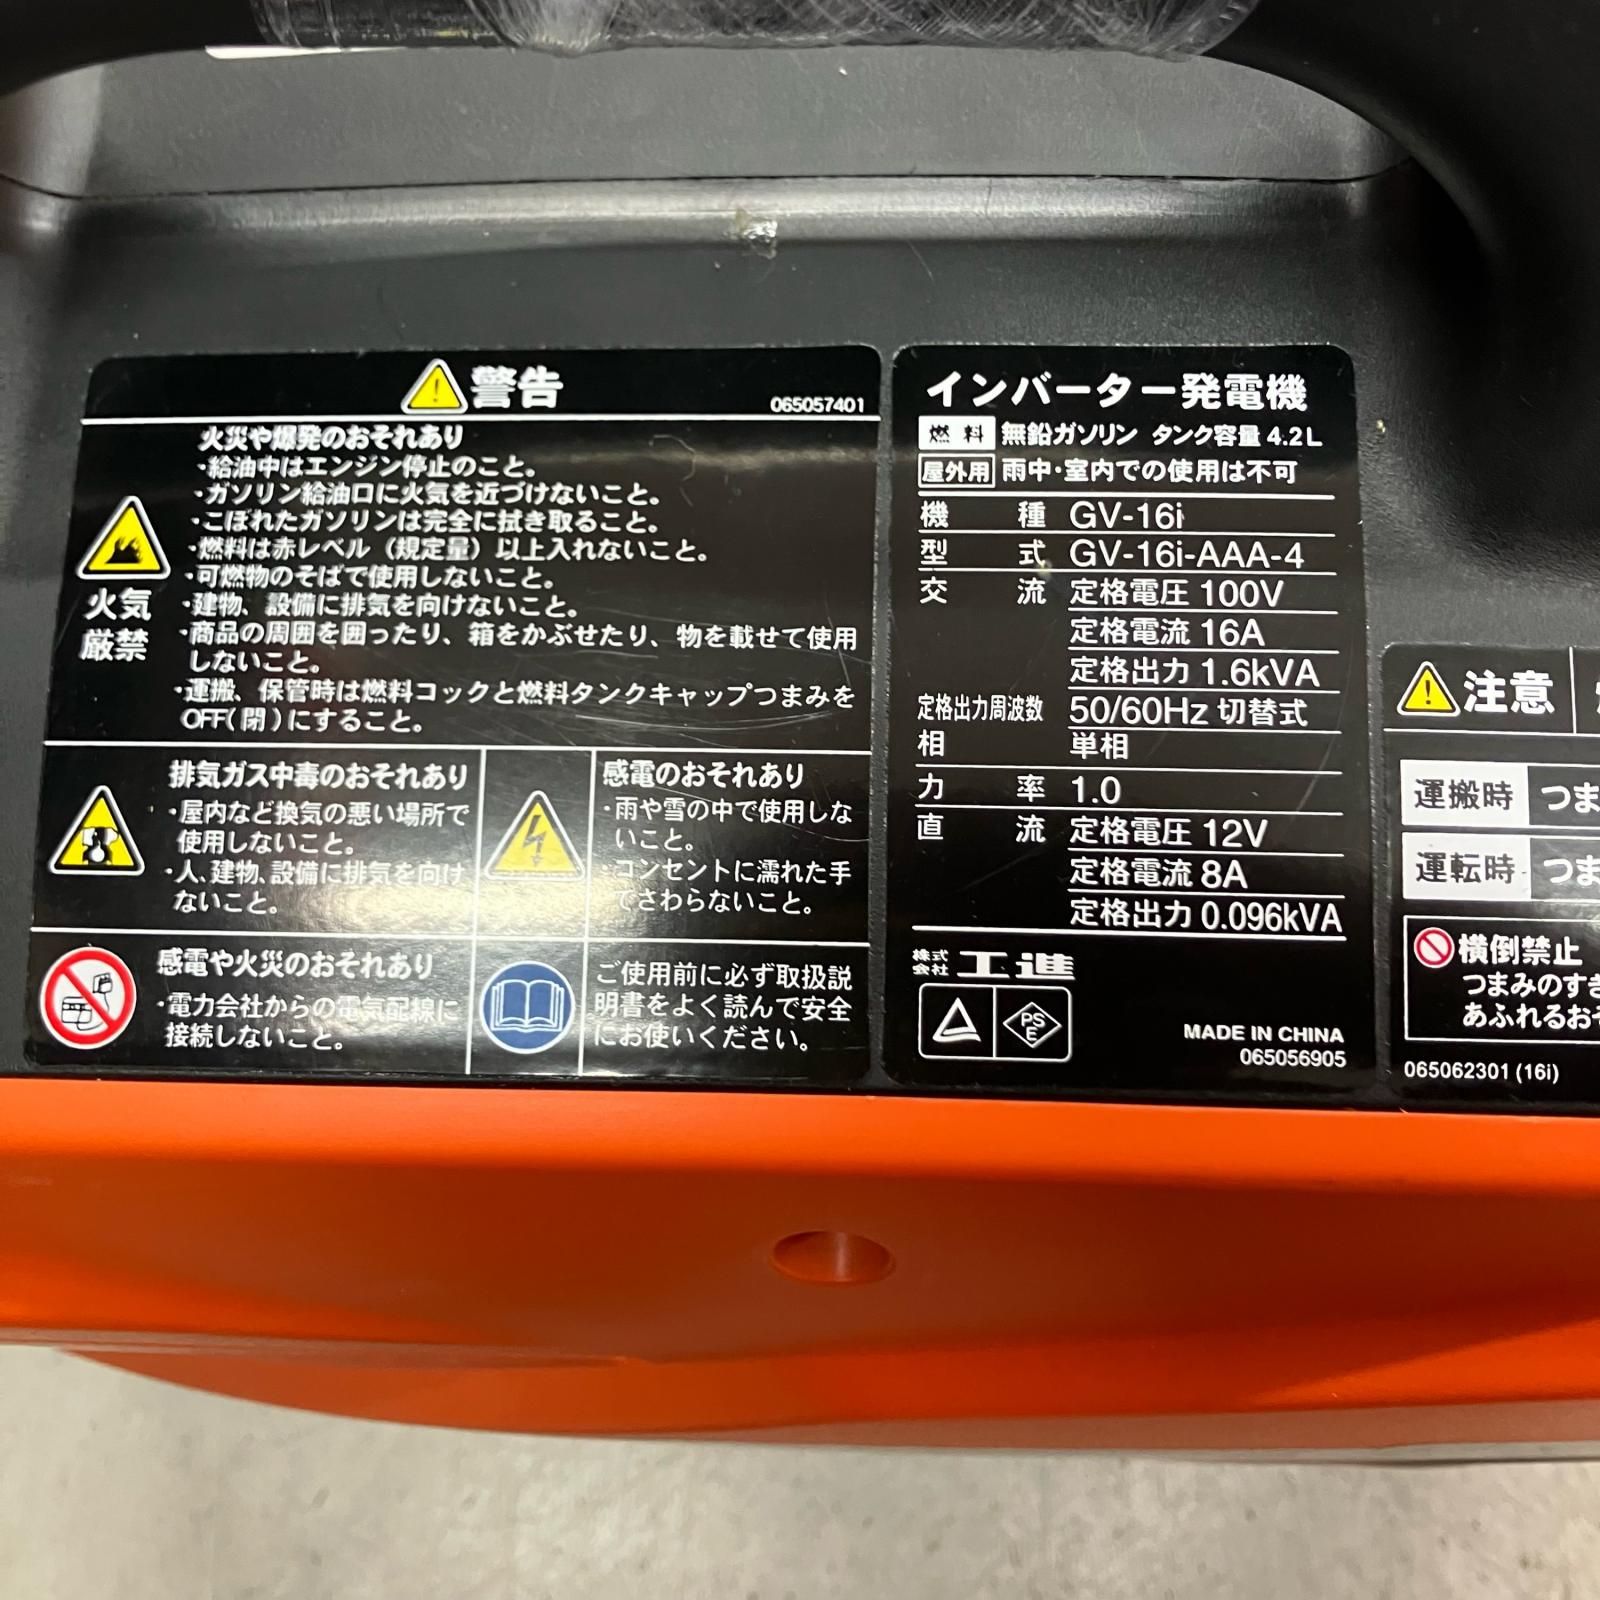 警告
065057401
火災や爆発のおそれあり
・給油中はエンジン停止のこと。
・ガソリン給油口に火気を近づけないこと。
・こぼれたガソリンは完全に拭き取ること。
・燃料は赤レベル（規定量）以上入れないこと。
・可燃物のそばで使用しないこと。
・建物、設備に排気を向けないこと。
・商品の周囲を囲ったり、箱をかぶせたり、物を載せて使用
しないこと。
・運搬、保管時は燃料コックと燃料タンクキャップつまみを
OFF(閉)にすること。
火気
厳禁
排気ガス中毒のおそれあり
・屋内など換気の悪い場所で
使用しないこと。
・人、建物、設備に排気を向け
ないこと。
感電のおそれあり
・雨や雪の中で使用しな
いこと。
・コンセントに濡れた手
でさわらないこと。
感電や火災のおそれあり
・電力会社からの電気配線に
接続しないこと。
ご使用前に必ず取扱説
明書をよく読んで安全
にお使いください。
インバーター発電機
燃料 無鉛ガソリン タンク容量 4.2L
屋外用 雨中・室内での使用は不可
機種 GV-16i
型式 GV-16i-AAA-4
交流 定格電圧 100V
定格電流 16A
定格出力 1.6kVA
定格出力周波数 50/60Hz 切替式
相 単相
力率 1.0
直流 定格電圧 12V
定格電流 8A
定格出力 0.096kVA
株式会社 工進
PSE
MADE IN CHINA
065056905
注意
運搬時 つま
運転時 つま
横倒禁止
つまみのすき
あふれるおそ
065062301 (16i)